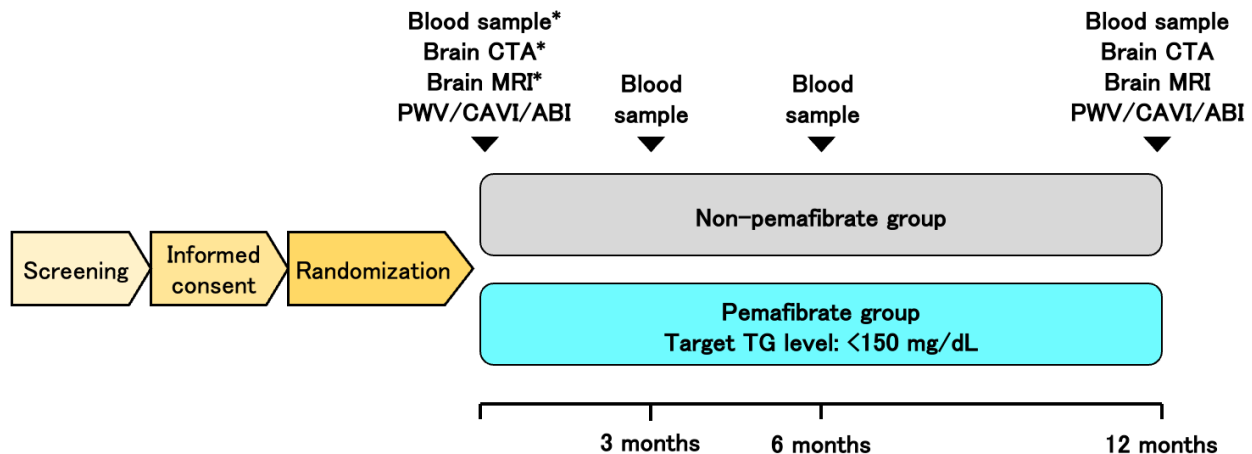 Blood sample*
Brain CTA*
Brain MRI*
PWV/CAVI/ABI
Blood
sample
Blood
sample
Blood sample
Brain CTA
Brain MRI
PWV/CAVI/ABI
Screening
Informed
consent
Randomization
Non-pemafibrate group
Pemafibrate group
Target TG level: <150 mg/dL
3 months
6 months
12 months